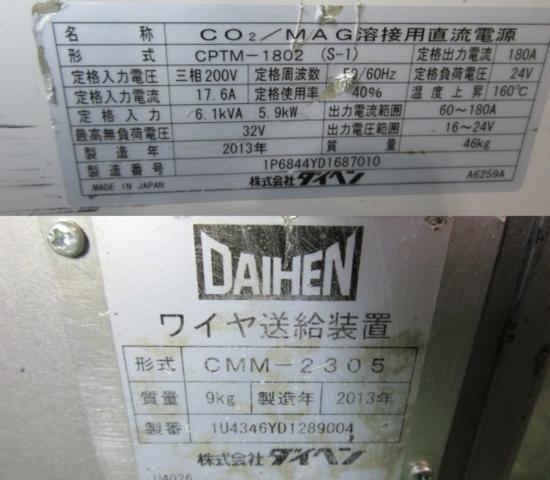 名称 CO₂/MAG溶接用直流電源
形式 CPTM-1802 (S-1) 定格出力電流 180A
定格入力電圧 三相200V 定格周波数 50/60Hz 定格負荷電圧 24V
定格入力電流 17.6A 定格使用率 40% 温度上昇 160℃
定格入力 6.1kVA 5.9kW 出力電流範囲 60～180A
最高無負荷電圧 32V 出力電圧範囲 16～24V
製造年 2013年 質量 46kg
製造番号 1P6844YD1687010
MADE IN JAPAN 株式会社ダイヘン A6259A
DAIHEN
ワイヤ送給装置
形式 CMM-2305
質量 9kg 製造年 2013年
製番 1U4346YD1289004
株式会社ダイヘン
U4026